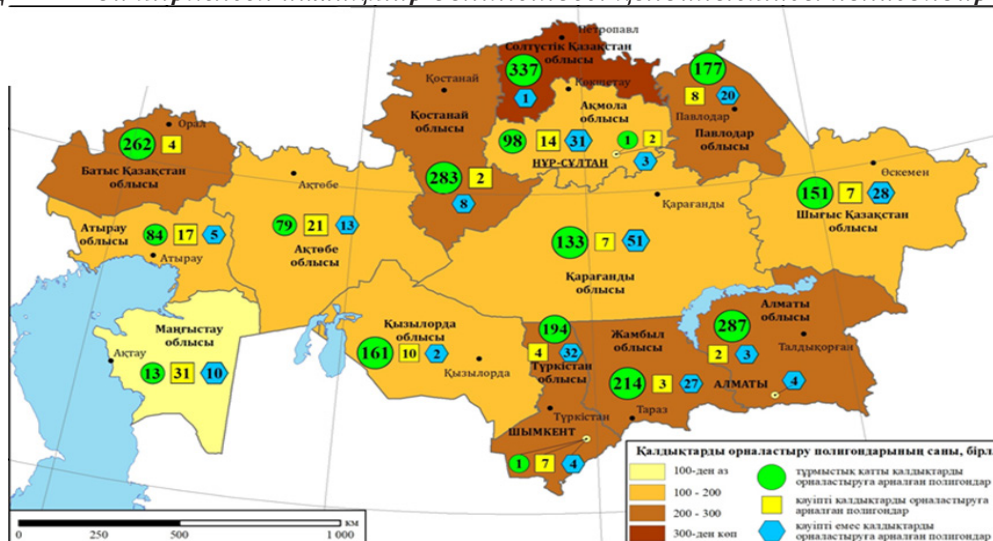 Петропавл
Солтүстік Қазақстан
облысы
337
1
177
8
20
Павлодар
Павлодар
облысы
Қостанай
Қостанай
облысы
283
2
8
Көкшетау
Ақмола
облысы
98
14
31
1
2
3
НҰР-СҰЛТАН
Орал
262
4
Батыс Қазақстан
облысы
Ақтөбе
79
21
13
Ақтөбе
облысы
Атырау
облысы
84
17
5
Атырау
Қарағанды
133
7
51
Қарағанды
облысы
Өскемен
151
7
28
Шығыс Қазақстан
облысы
Маңғыстау
облысы
Ақтау
13
31
10
Қызылорда
облысы
161
10
2
Қызылорда
194
4
32
Түркістан
облысы
Түркістан
ШЫМКЕНТ
1
7
4
Жамбыл
облысы
214
3
27
Тараз
Алматы
облысы
287
2
3
Талдықорған
АЛМАТЫ
4
0
250
500
1 000
км
Қалдықтарды орналастыру полигондарының саны, бірл
100-ден аз
100 - 200
200 - 300
300-ден көп
тұрмыстық қатты қалдықтарды
орналастыруға арналған полигондар
қауіпті қалдықтарды орналастыруға
арналған полигондар
қауіпті емес қалдықтарды
орналастыруға арналған полигондар